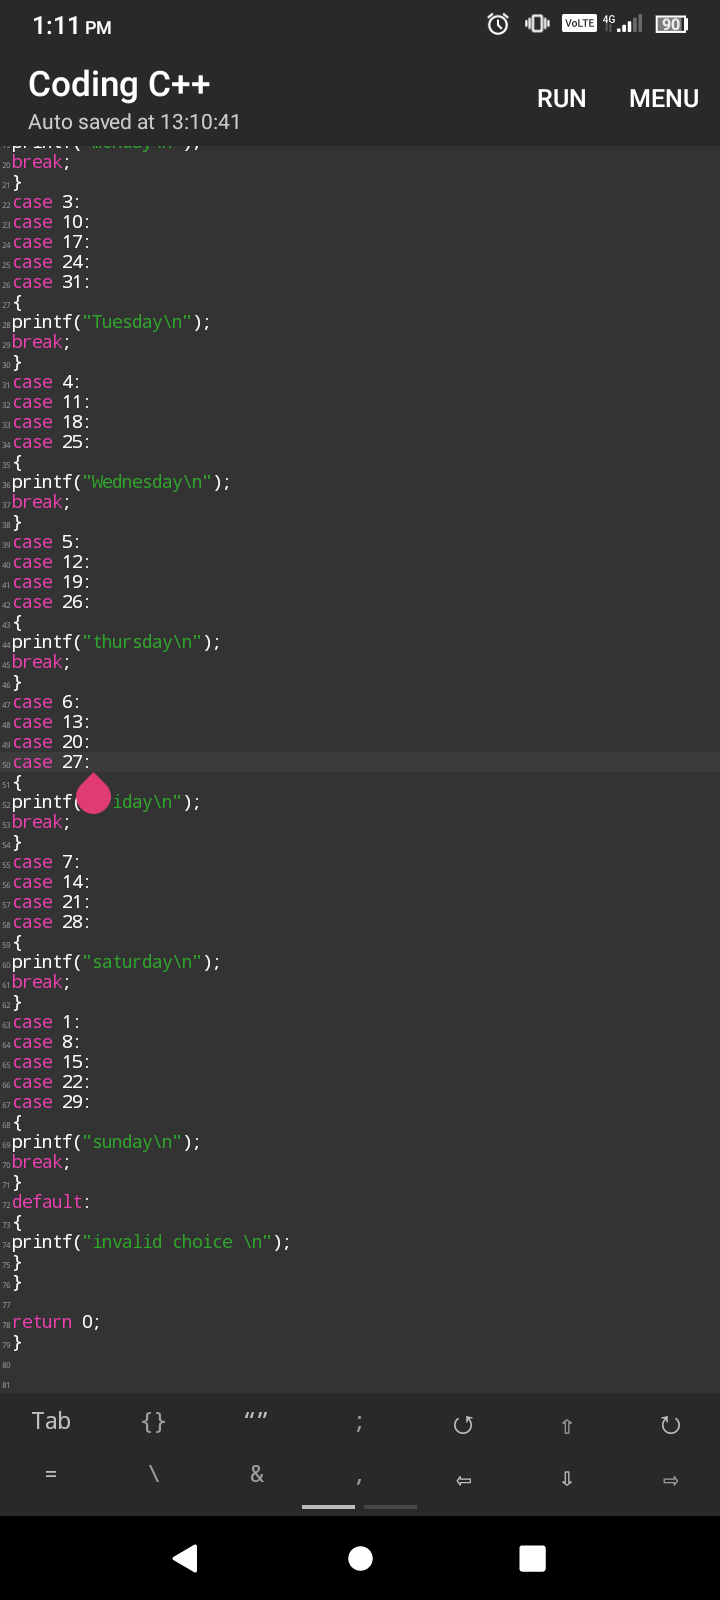 1:11 PM
VoLTE 4G 90
Coding C++
RUN MENU
Auto saved at 13:10:41
20 break;
21 }
22 case 3:
23 case 10:
24 case 17:
25 case 24:
26 case 31:
27 {
28 printf("Tuesday\n");
29 break;
30 }
31 case 4:
32 case 11:
33 case 18:
34 case 25:
35 {
36 printf("Wednesday\n");
37 break;
38 }
39 case 5:
40 case 12:
41 case 19:
42 case 26:
43 {
44 printf("thursday\n");
45 break;
46 }
47 case 6:
48 case 13:
49 case 20:
50 case 27:
51 {
52 printf( iday\n");
53 break;
54 }
55 case 7:
56 case 14:
57 case 21:
58 case 28:
59 {
60 printf("saturday\n");
61 break;
62 }
63 case 1:
64 case 8:
65 case 15:
66 case 22:
67 case 29:
68 {
69 printf("sunday\n");
70 break;
71 }
72 default:
73 {
74 printf("invalid choice \n");
75 }
76 }
77
78 return 0;
79 }
80
81
Tab {} “” ; ⇧
= \ & , ⇦ ⇩ ⇨